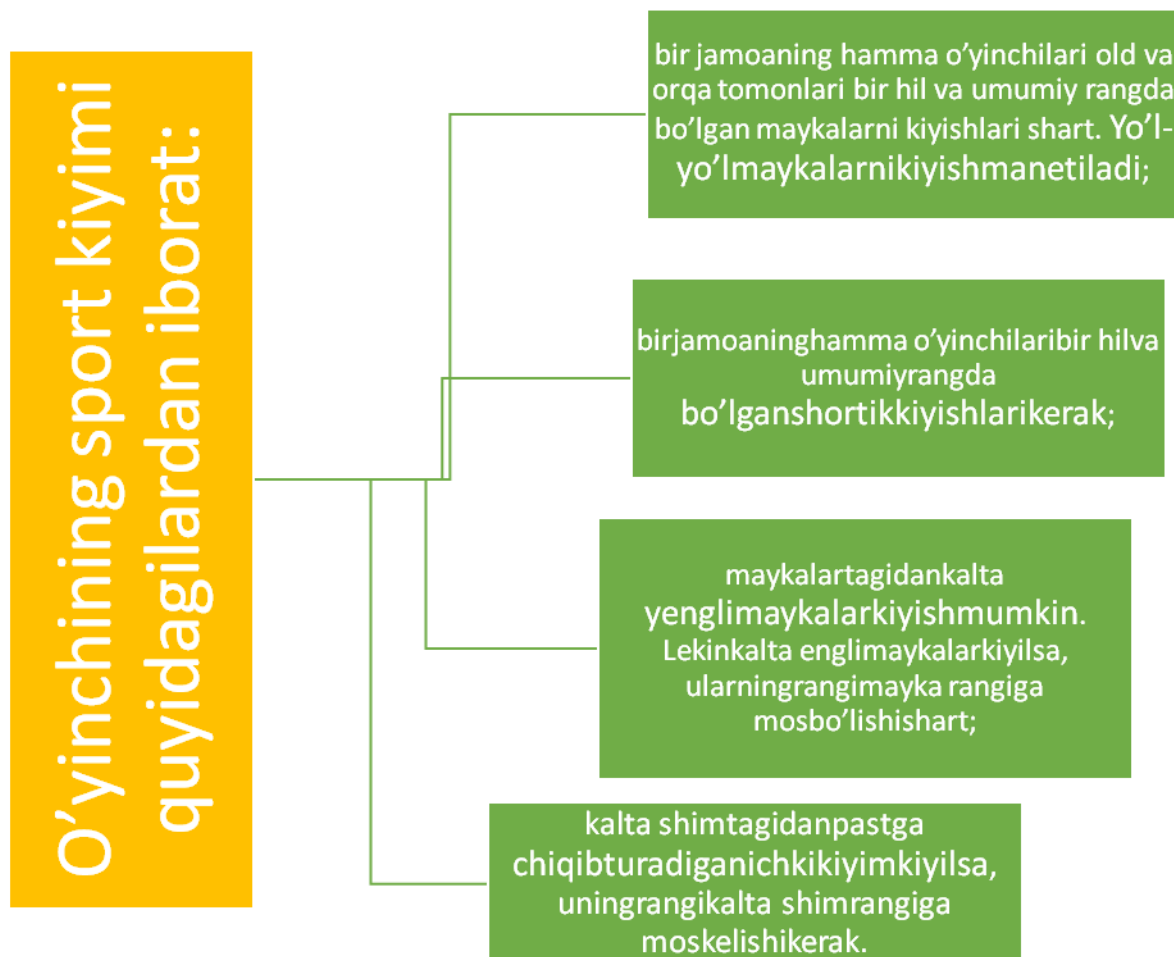 O’yinchining sport kiyimi
quyidagilardan iborat:
bir jamoaning hamma o’yinchilari old va
orqa tomonlari bir hil va umumiy rangda
bo’lgan maykalarni kiyishlari shart. Yo’l-
yo’lmaykalarnikiyishmanetiladi;
birjamoaninghamma o’yinchilaribir hilva
umumiyrangda
bo’lganshortikkiyishlarikerak;
maykalartagidankalta
yenglimaykalarkiyishmumkin.
Lekinkalta englimaykalarkiyilsa,
ularningrangimayka rangiga
mosbo’lishishart;
kalta shimtagidanpastga
chiqibturadiganichkikiyimkiyilsa,
uningrangikalta shimrangiga
moskelishikerak.